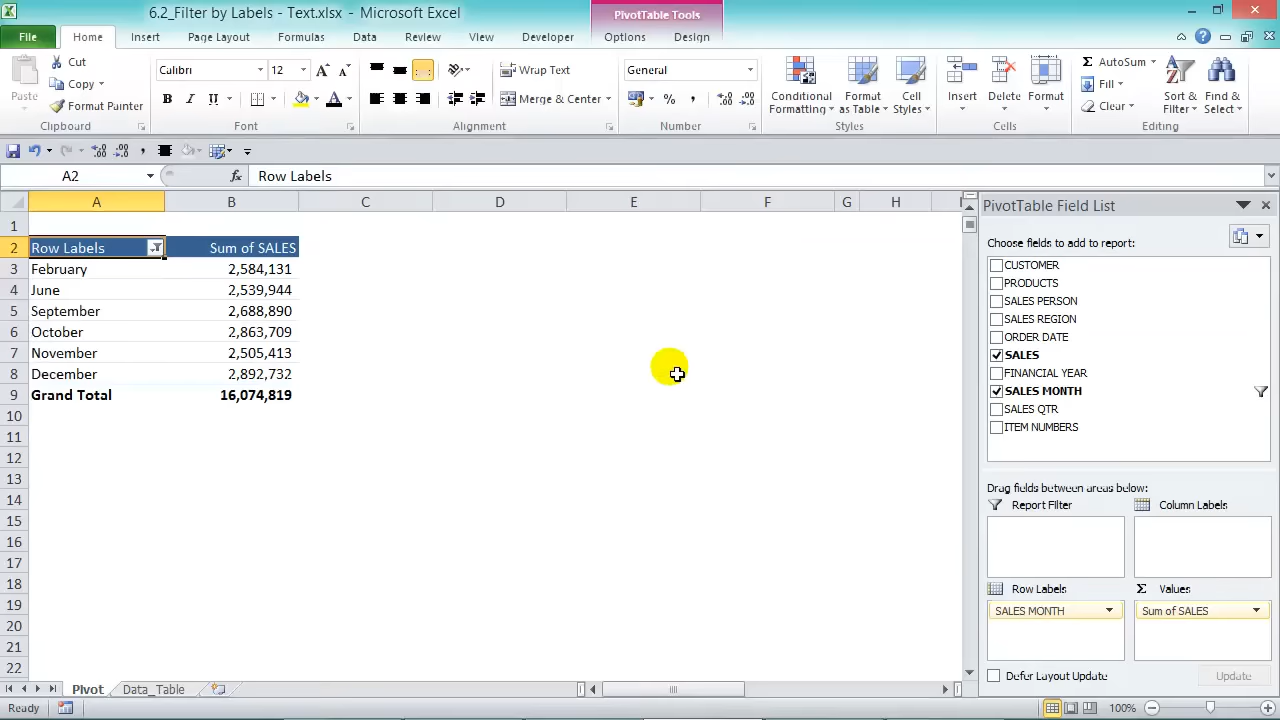 6.2_Filter by Labels - Text.xlsx - Microsoft Excel
PivotTable Tools
File Home Insert Page Layout Formulas Data Review View Developer Options Design
Paste
Cut
Copy
Format Painter
Clipboard
Calibri 12
B I U A
Font
Wrap Text
Merge & Center
Alignment
General
% ,
Number
Conditional Formatting
Format as Table
Cell Styles
Styles
Insert Delete Format
Cells
AutoSum
Fill
Clear
Sort & Filter
Find & Select
Editing
A2 fx Row Labels
A B C D E F G H
1
2 Row Labels Sum of SALES
3 February 2,584,131
4 June 2,539,944
5 September 2,688,890
6 October 2,863,709
7 November 2,505,413
8 December 2,892,732
9 Grand Total 16,074,819
10
11
12
13
14
15
16
17
18
19
20
21
22
PivotTable Field List
Choose fields to add to report:
CUSTOMER
PRODUCTS
SALES PERSON
SALES REGION
ORDER DATE
SALES
FINANCIAL YEAR
SALES MONTH
SALES QTR
ITEM NUMBERS
Drag fields between areas below:
Report Filter Column Labels
Row Labels Σ Values
SALES MONTH Sum of SALES
Defer Layout Update Update
Pivot Data_Table
Ready 100%